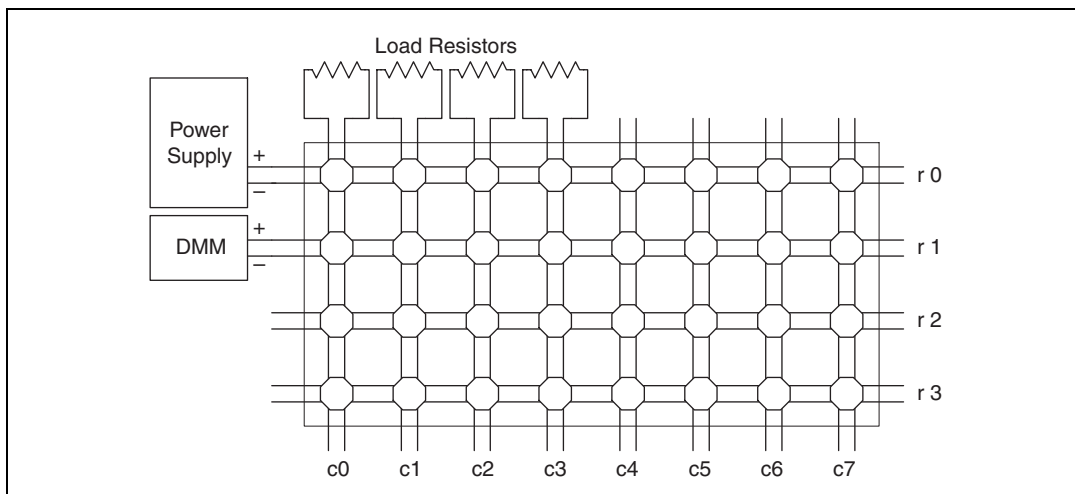 Load Resistors
Power
Supply
+
–
r 0
DMM
+
–
r 1
r 2
r 3
c0 c1 c2 c3 c4 c5 c6 c7